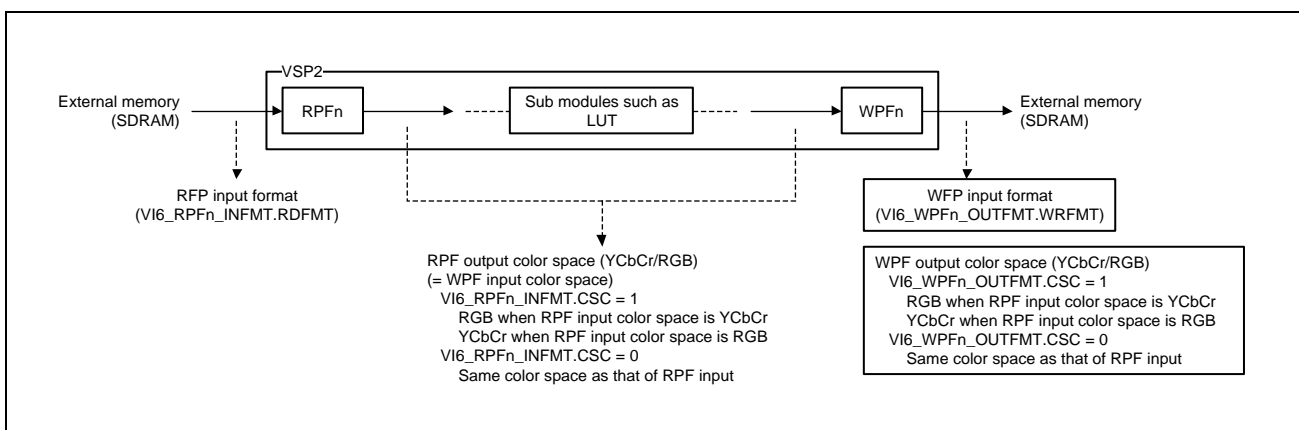 VSP2
External memory
(SDRAM)
RPFn
Sub modules such as
LUT
WPFn
External memory
(SDRAM)
RFP input format
(VI6_RPFn_INFMT.RDFMT)
WFP input format
(VI6_WPFn_OUTFMT.WRFMT)
RPF output color space (YCbCr/RGB)
(= WPF input color space)
VI6_RPFn_INFMT.CSC = 1
RGB when RPF input color space is YCbCr
YCbCr when RPF input color space is RGB
VI6_RPFn_INFMT.CSC = 0
Same color space as that of RPF input
WPF output color space (YCbCr/RGB)
VI6_WPFn_OUTFMT.CSC = 1
RGB when RPF input color space is YCbCr
YCbCr when RPF input color space is RGB
VI6_WPFn_OUTFMT.CSC = 0
Same color space as that of RPF input